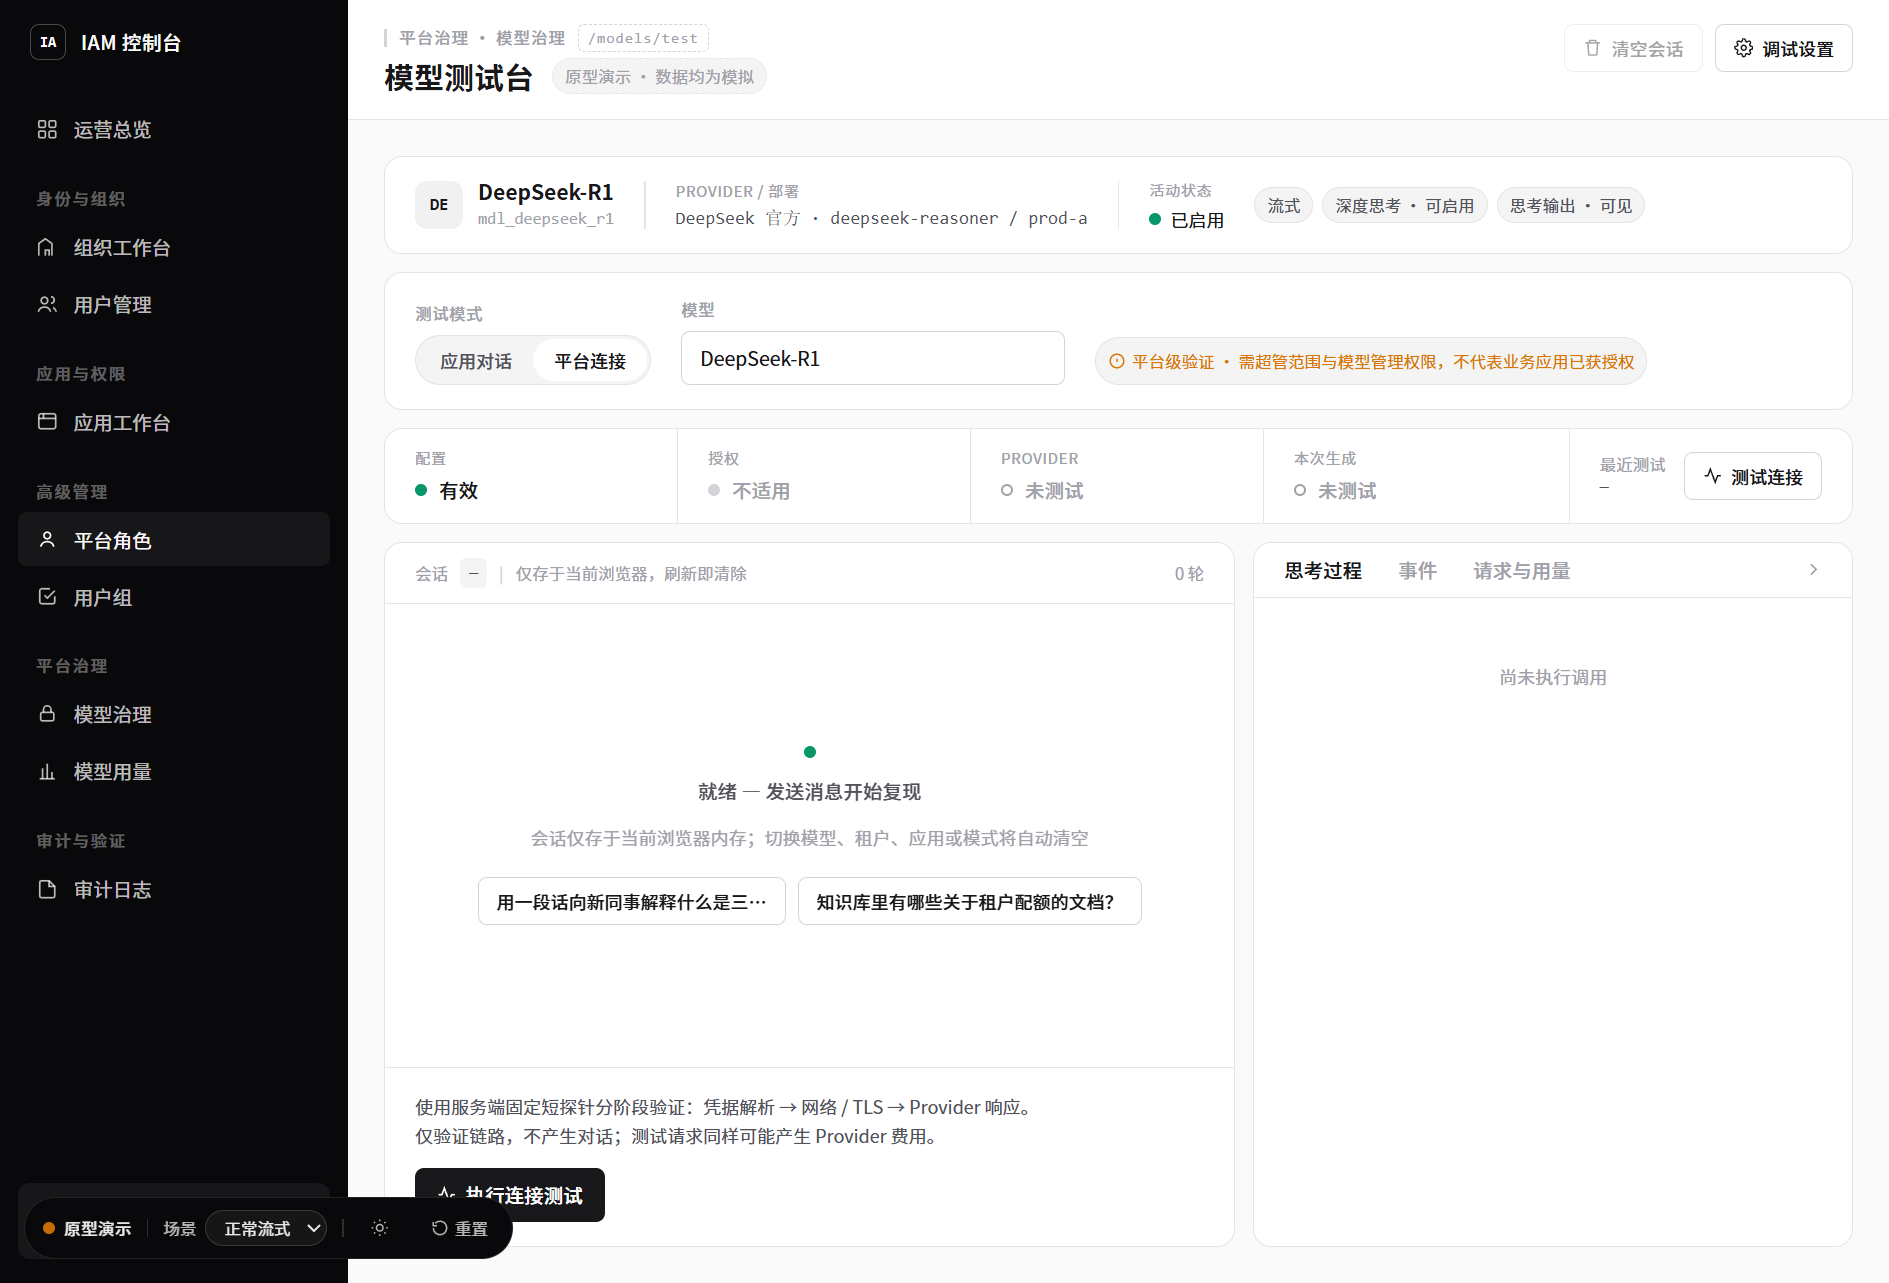 IA
IAM 控制台
运营总览
身份与组织
组织工作台
用户管理
应用与权限
应用工作台
高级管理
平台角色
用户组
平台治理
模型治理
模型用量
审计与验证
审计日志
原型演示
场景
正常流式
重置
平台治理 • 模型治理
/models/test
模型测试台
原型演示 • 数据均为模拟
清空会话
调试设置
DE
DeepSeek-R1
mdl_deepseek_r1
PROVIDER / 部署
DeepSeek 官方 · deepseek-reasoner / prod-a
活动状态
已启用
流式
深度思考 • 可启用
思考输出 • 可见
测试模式
应用对话
平台连接
模型
DeepSeek-R1
平台级验证 • 需超管范围与模型管理权限，不代表业务应用已获授权
配置
有效
授权
不适用
PROVIDER
未测试
本次生成
未测试
最近测试
—
测试连接
会话
—
仅存于当前浏览器，刷新即清除
0 轮
就绪 — 发送消息开始复现
会话仅存于当前浏览器内存；切换模型、租户、应用或模式将自动清空
用一段话向新同事解释什么是三…
知识库里有哪些关于租户配额的文档？
使用服务端固定短探针分阶段验证：凭据解析 → 网络 / TLS → Provider 响应。
仅验证链路，不产生对话；测试请求同样可能产生 Provider 费用。
执行连接测试
思考过程
事件
请求与用量
尚未执行调用